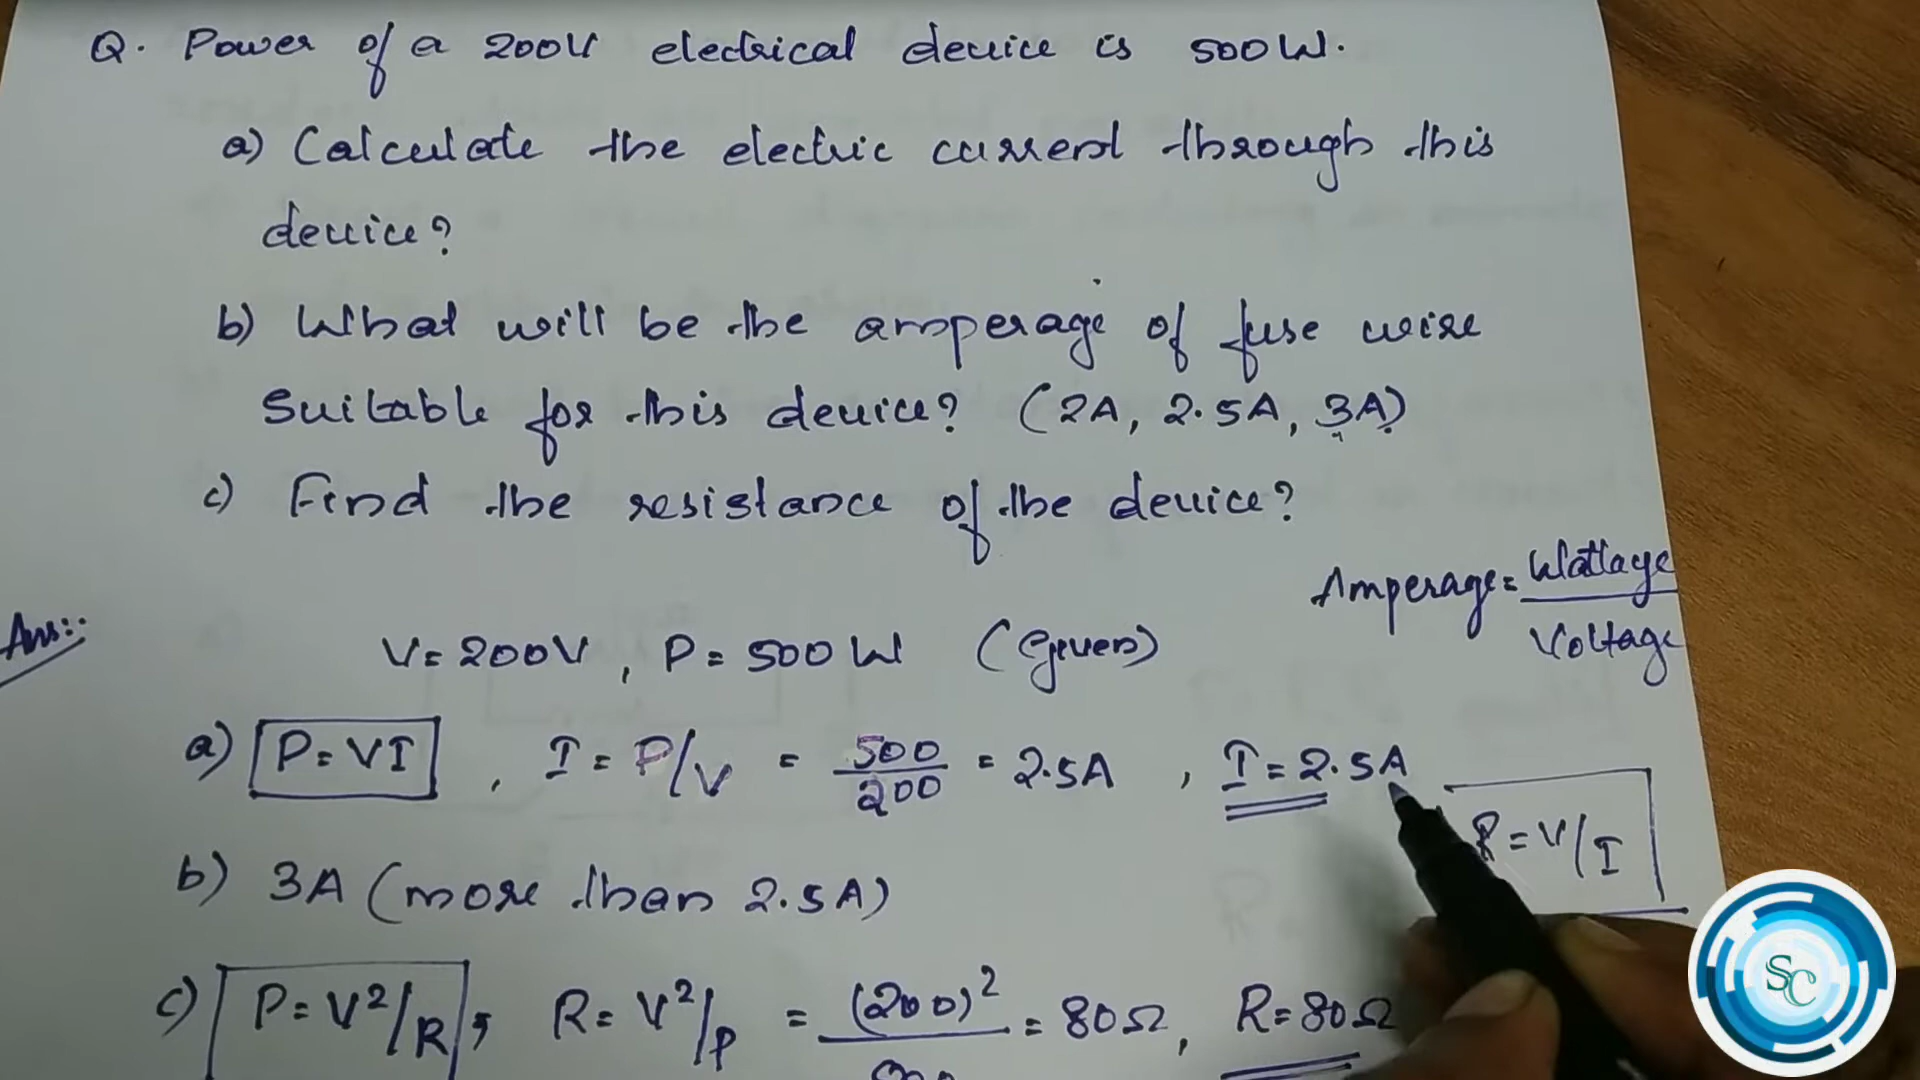 Q. Power of a 200V electrical device is 500W.
a) Calculate the electric current through this
device?
b) What will be the amperage of fuse wire
suitable for this device? (2A, 2.5A, 3A)
c) Find the resistance of the device?
Amperage = Wattage / Voltage
Ans:-
V = 200V, P = 500W (Given)
a) P = VI, I = P/V = 500/200 = 2.5A, I = 2.5A
R = V/I
b) 3A (more than 2.5A)
c) P = V²/R, R = V²/P = (200)² = 80Ω, R = 80Ω
SC